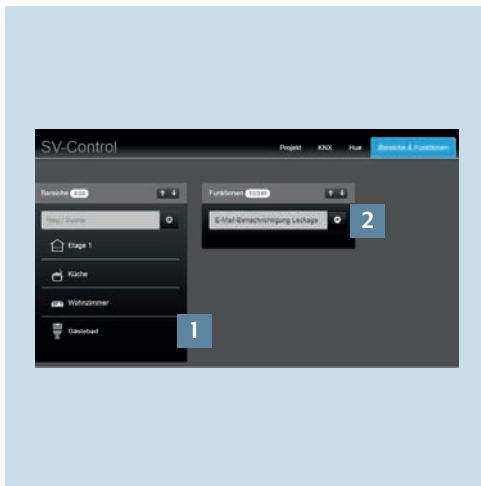 SV-Control
Projekt KNX Hue Bereiche & Funktionen
Bereiche
Funktionen
Neu / Suche
E-Mail-Benachrichtigung Leckage
2
Etage 1
Küche
Wohnzimmer
Gästebad
1